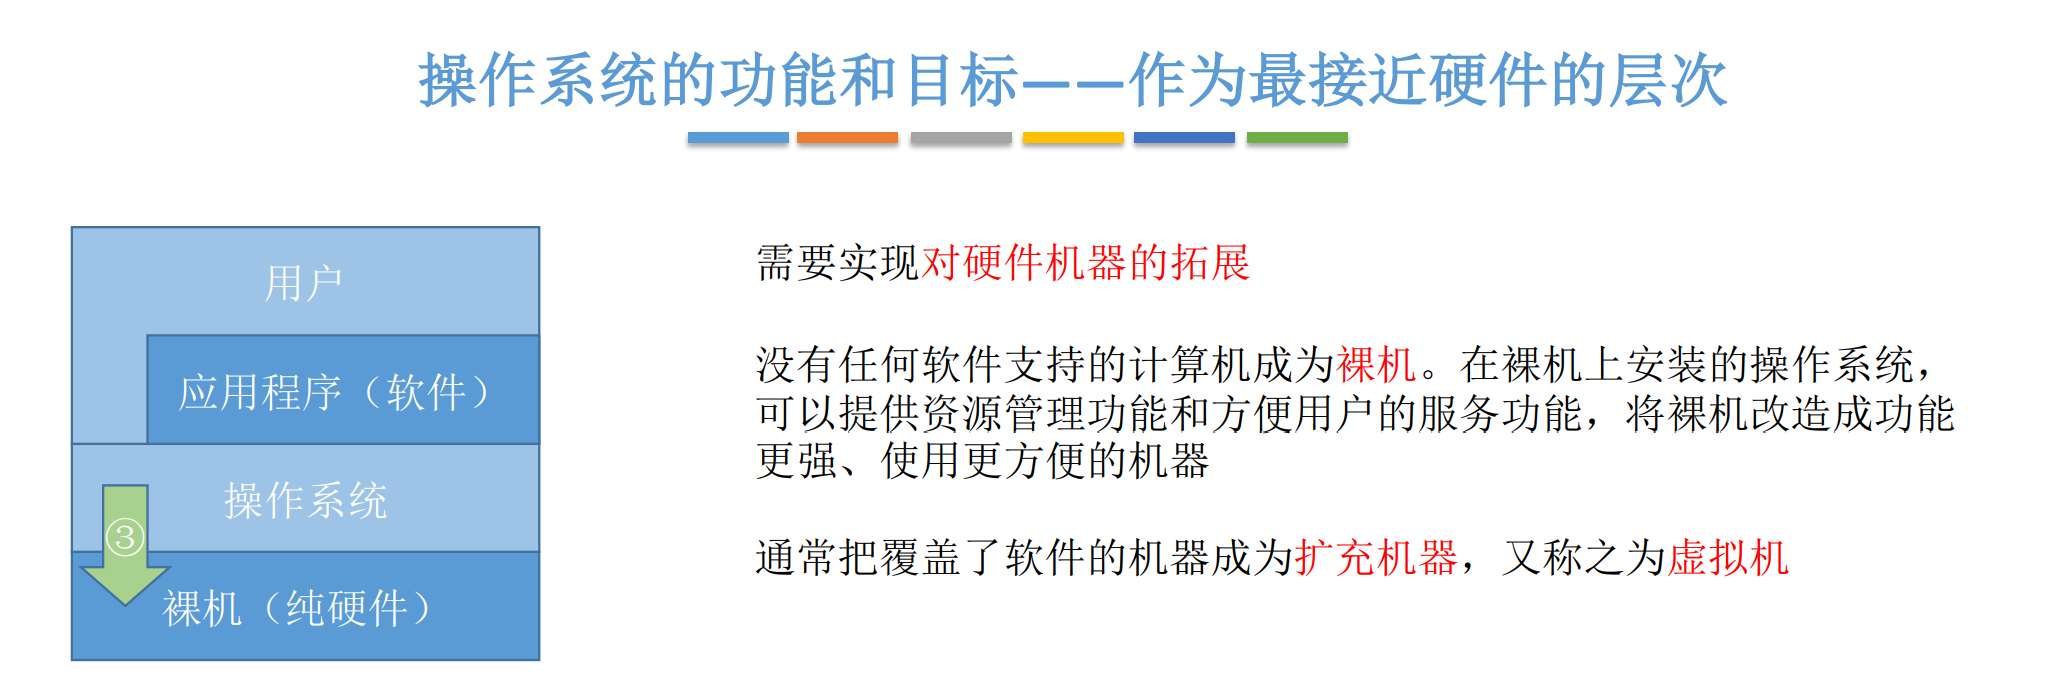 操作系统的功能和目标——作为最接近硬件的层次
用户
应用程序（软件）
操作系统
③
裸机（纯硬件）
需要实现对硬件机器的拓展
没有任何软件支持的计算机成为裸机。在裸机上安装的操作系统，
可以提供资源管理功能和方便用户的服务功能，将裸机改造成功能
更强、使用更方便的机器
通常把覆盖了软件的机器成为扩充机器，又称之为虚拟机